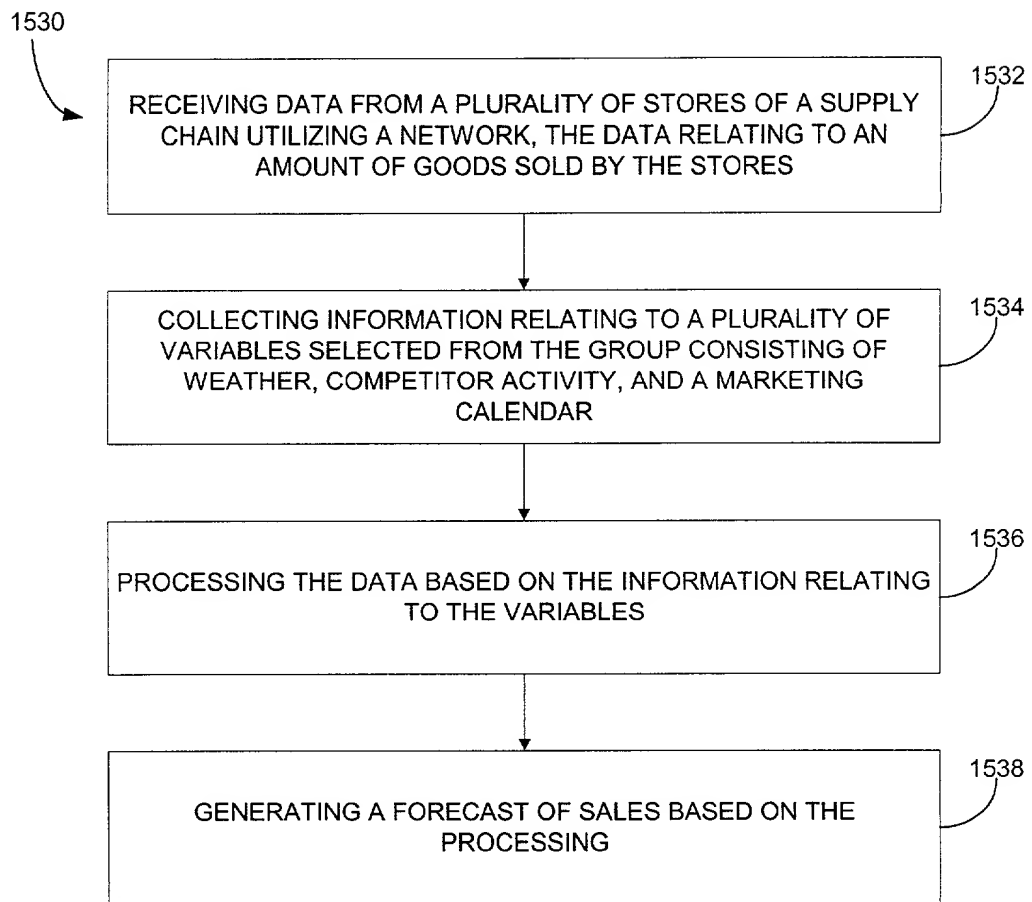 1530
1532
RECEIVING DATA FROM A PLURALITY OF STORES OF A SUPPLY
CHAIN UTILIZING A NETWORK, THE DATA RELATING TO AN
AMOUNT OF GOODS SOLD BY THE STORES
1534
COLLECTING INFORMATION RELATING TO A PLURALITY OF
VARIABLES SELECTED FROM THE GROUP CONSISTING OF
WEATHER, COMPETITOR ACTIVITY, AND A MARKETING
CALENDAR
1536
PROCESSING THE DATA BASED ON THE INFORMATION RELATING
TO THE VARIABLES
1538
GENERATING A FORECAST OF SALES BASED ON THE
PROCESSING